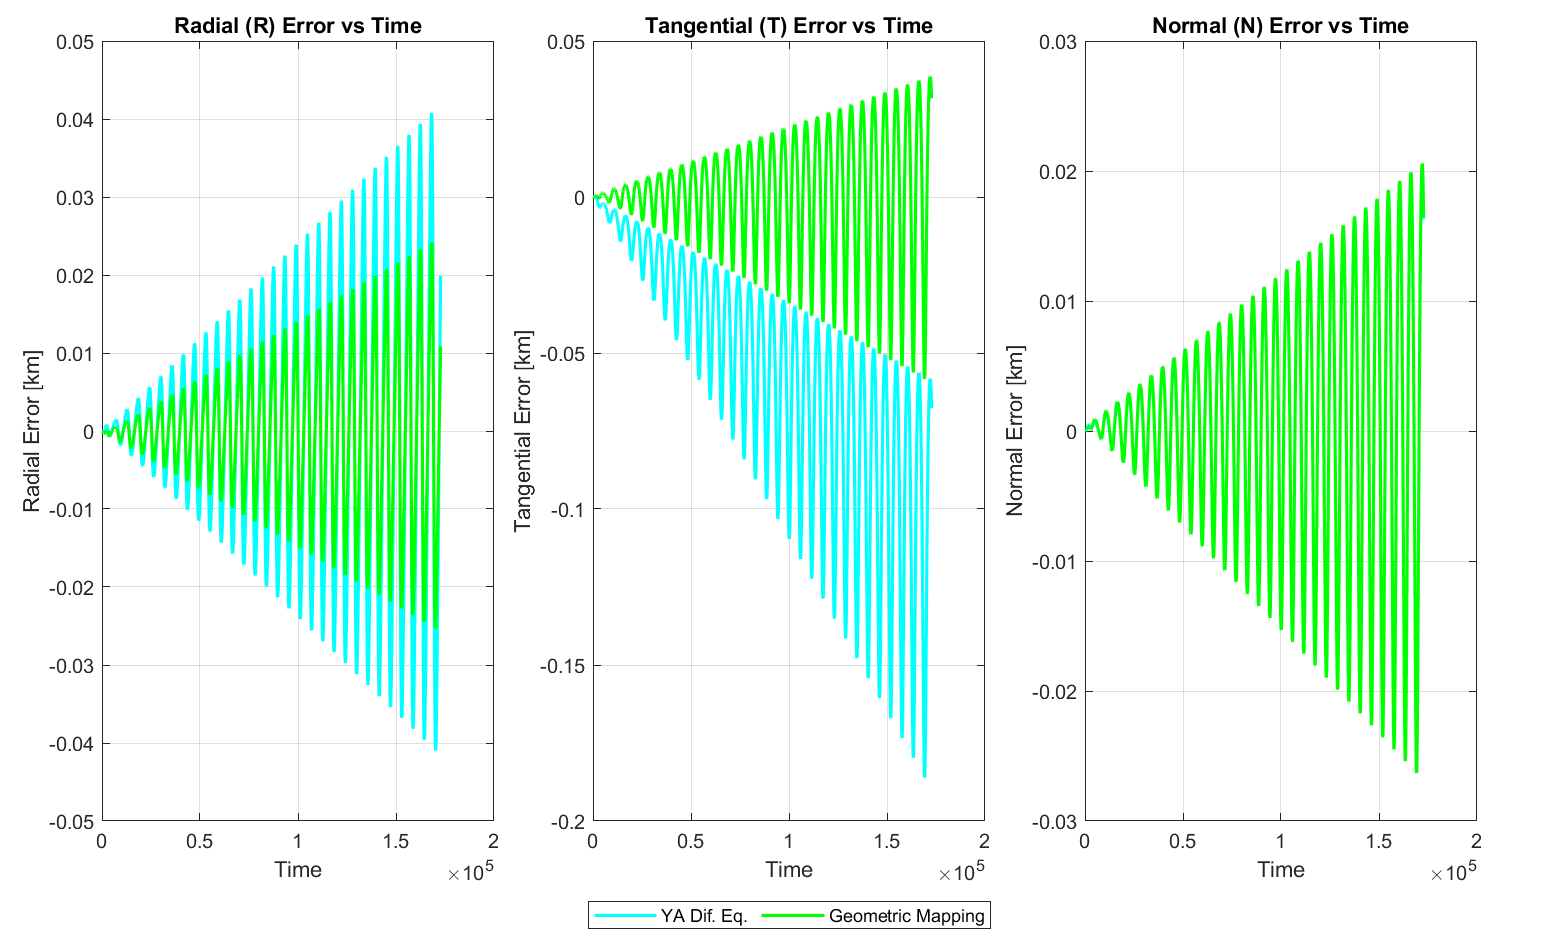 Radial (R) Error vs Time
0.05
0.04
0.03
0.02
0.01
0
-0.01
-0.02
-0.03
-0.04
-0.05
Radial Error [km]
0 0.5 1 1.5 2
Time
×10^5
Tangential (T) Error vs Time
0.05
0
-0.05
-0.1
-0.15
-0.2
Tangential Error [km]
0 0.5 1 1.5 2
Time
×10^5
Normal (N) Error vs Time
0.03
0.02
0.01
0
-0.01
-0.02
-0.03
Normal Error [km]
0 0.5 1 1.5 2
Time
×10^5
YA Dif. Eq. Geometric Mapping